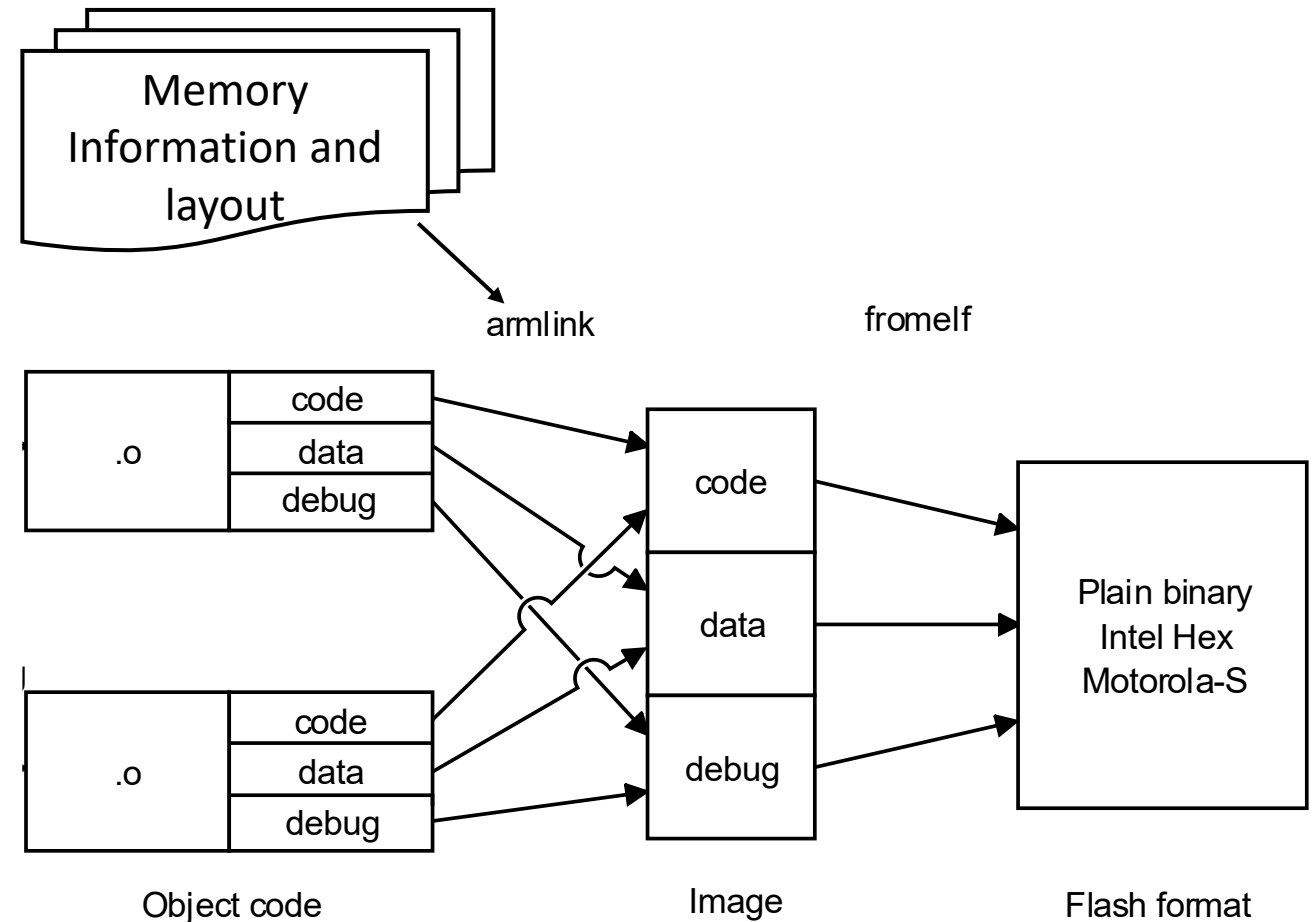 Memory
Information and
layout
armlink
fromelf
.o
code
data
debug
.o
code
data
debug
code
data
debug
Plain binary
Intel Hex
Motorola-S
Object code
Image
Flash format